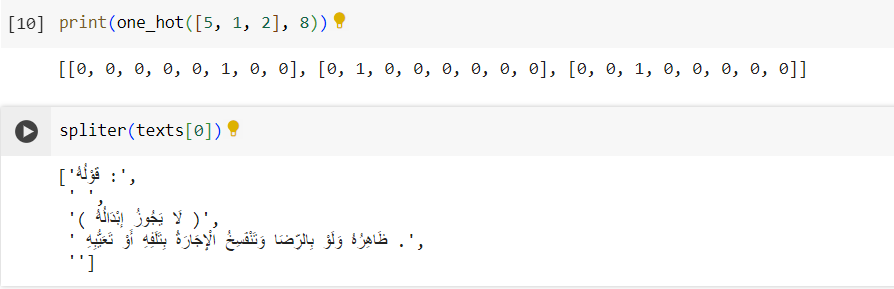 [10] print(one_hot([5, 1, 2], 8))
[[0, 0, 0, 0, 0, 1, 0, 0], [0, 1, 0, 0, 0, 0, 0, 0], [0, 0, 1, 0, 0, 0, 0, 0]]
spliter(texts[0])
['قَوْلُهُ :',
' ',
'( لَا يَجُوزُ إبْدَالُهُ )',
' ظَاهِرُهُ وَلَوْ بِالرِّضَا وَتَنْفَسِخُ الْإِجَارَةُ بِتَلَفِهِ أَوْ تَعَيُّبِهِ .',
'']